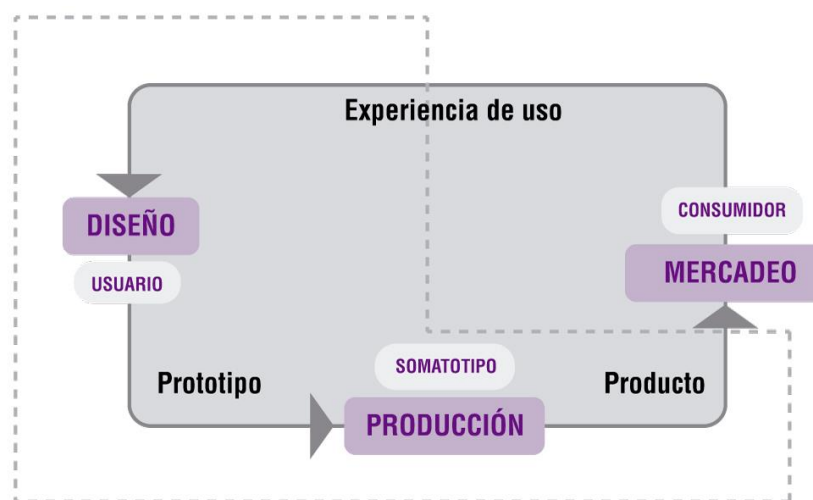 Experiencia de uso
CONSUMIDOR
DISEÑO
MERCADEO
USUARIO
SOMATOTIPO
Prototipo
Producto
PRODUCCIÓN